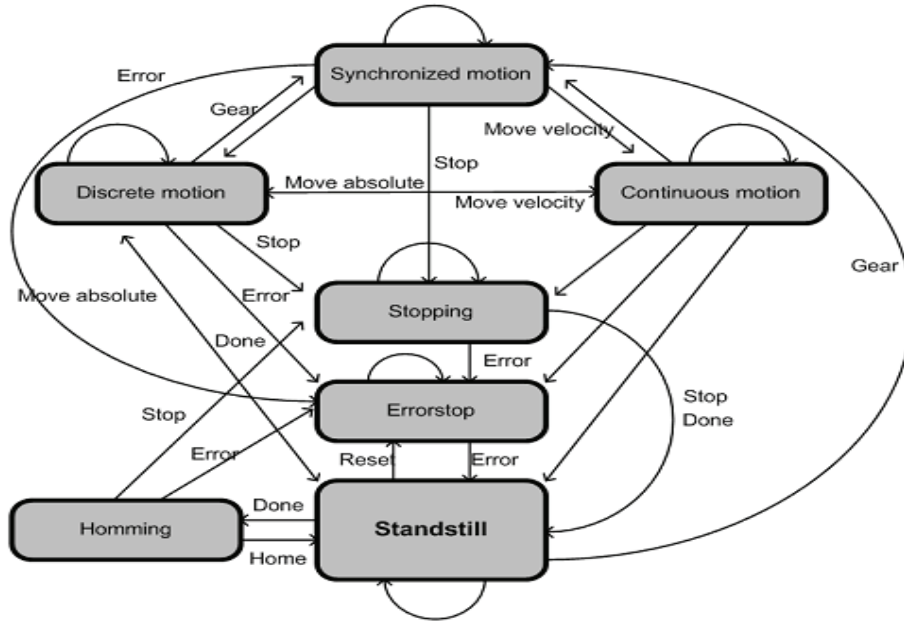 Synchronized motion
Error
Gear
Move velocity
Stop
Discrete motion
Move absolute
Move velocity
Continuous motion
Stop
Gear
Move absolute
Error
Stopping
Done
Error
Stop
Done
Errorstop
Stop
Error
Reset
Error
Homming
Done
Home
Standstill